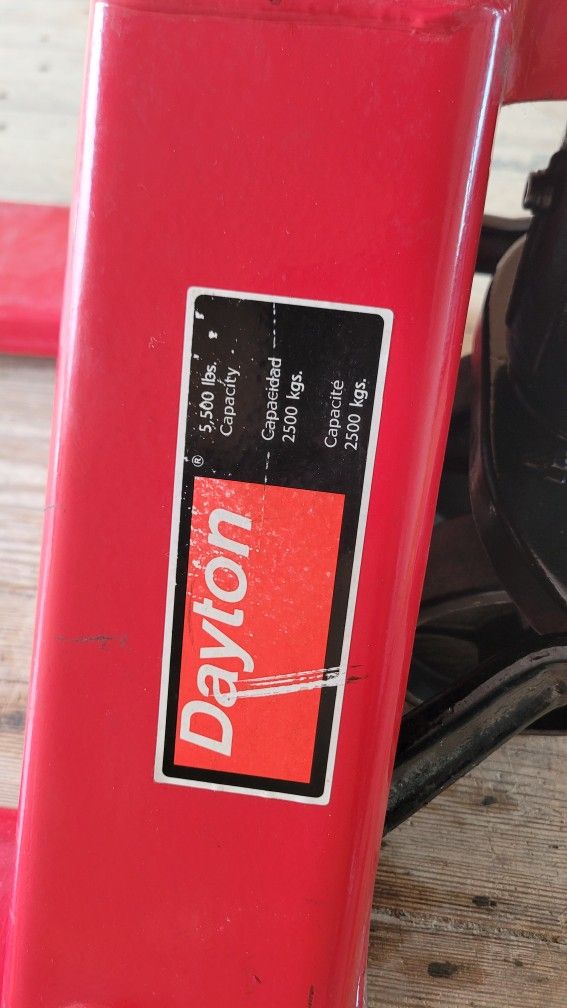 Dayton®
5,500 lbs.
Capacity
Capacidad
2500 kgs.
Capacité
2500 kgs.